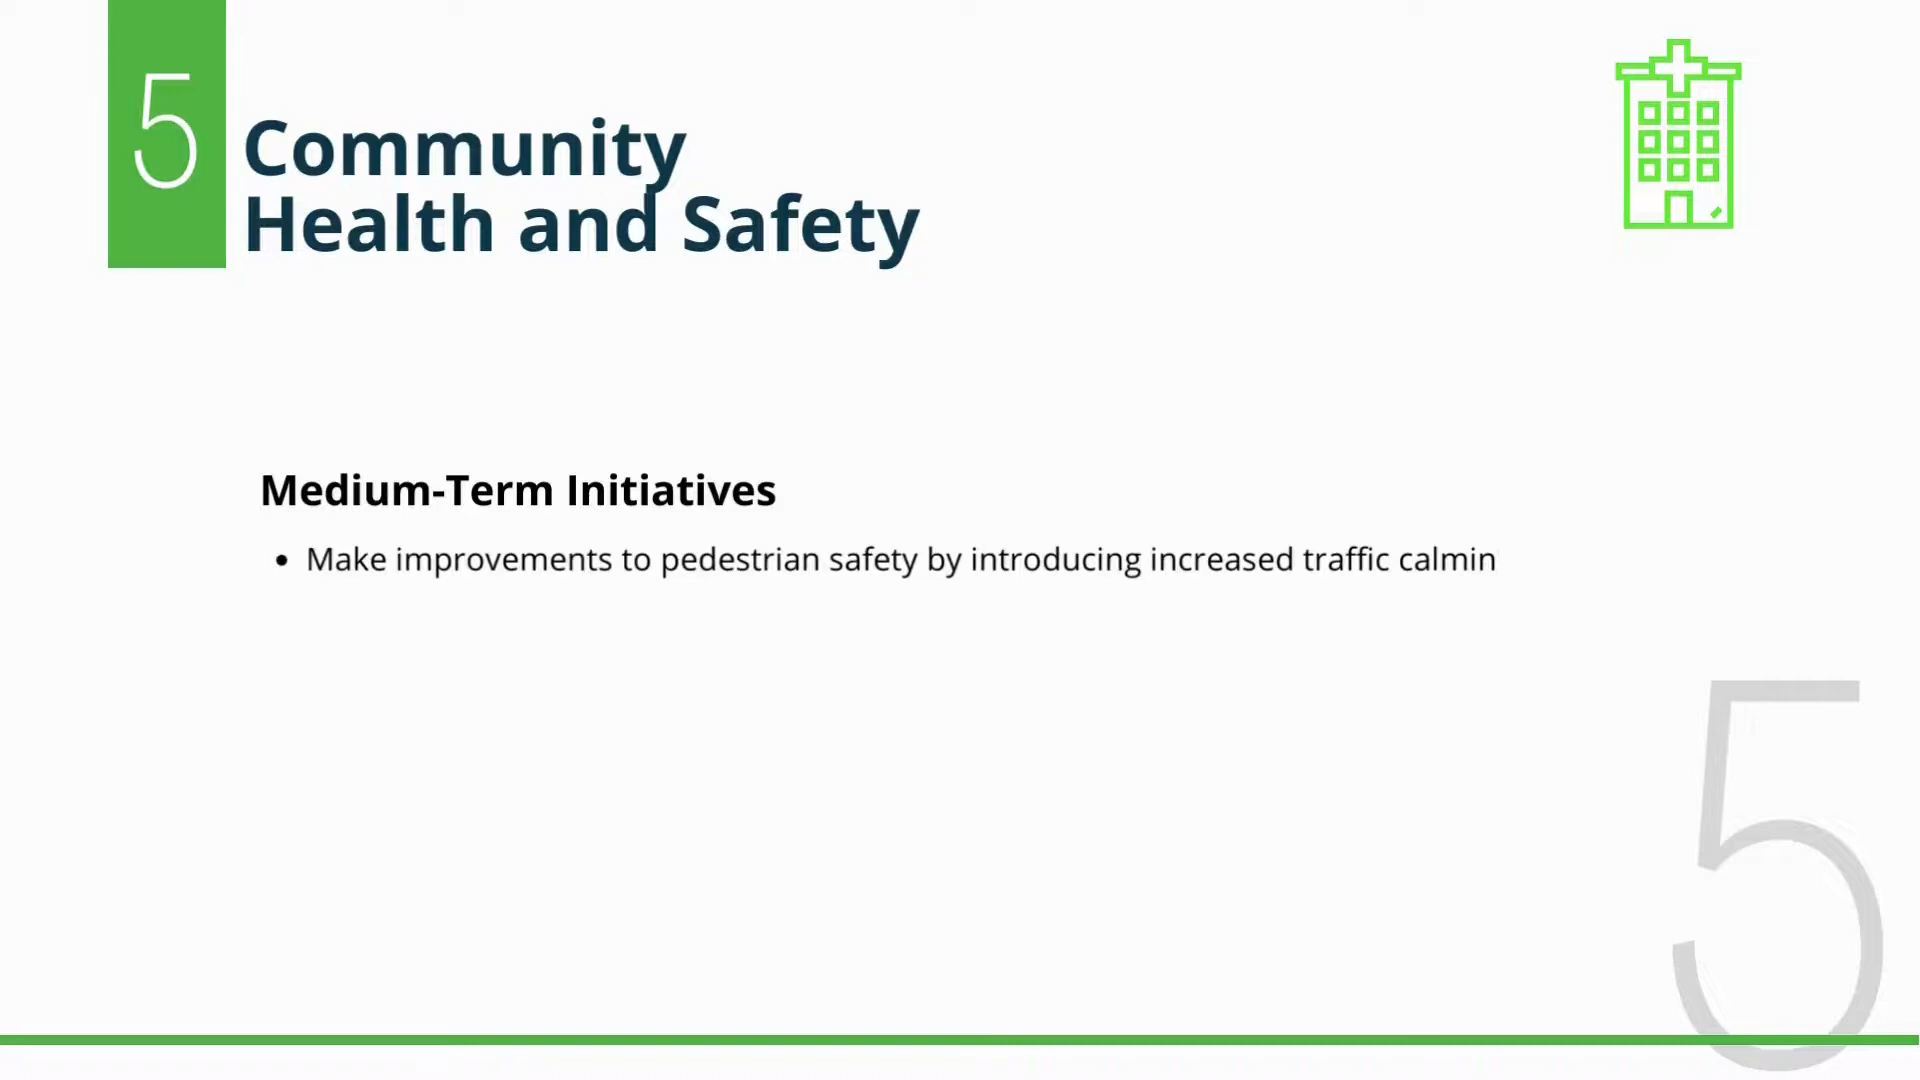 5
Community
Health and Safety
Medium-Term Initiatives
• Make improvements to pedestrian safety by introducing increased traffic calmin
5